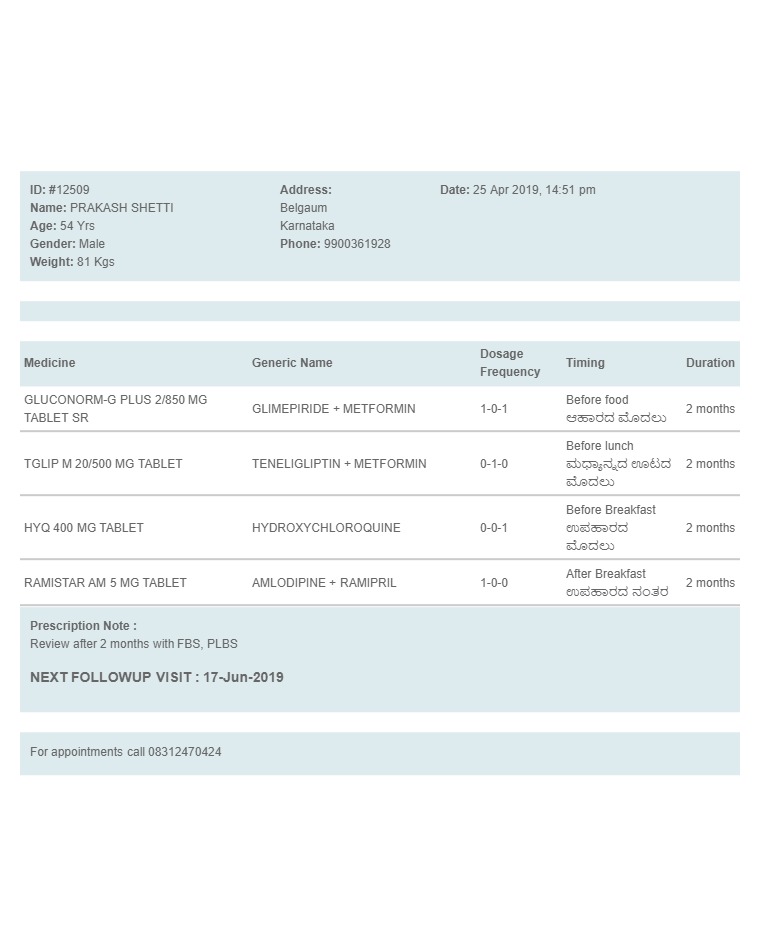 ID: #12509
Name: PRAKASH SHETTI
Age: 54 Yrs
Gender: Male
Weight: 81 Kgs
Address:
Belgaum
Karnataka
Phone: 9900361928
Date: 25 Apr 2019, 14:51 pm
Medicine Generic Name Dosage Frequency Timing Duration
GLUCONORM-G PLUS 2/850 MG
TABLET SR
GLIMEPIRIDE + METFORMIN
1-0-1
Before food
ಆಹಾರದ ಮೊದಲು
2 months
TGLIP M 20/500 MG TABLET
TENELIGLIPTIN + METFORMIN
0-1-0
Before lunch
ಮಧ್ಯಾನ್ನದ ಊಟದ
ಮೊದಲು
2 months
HYQ 400 MG TABLET
HYDROXYCHLOROQUINE
0-0-1
Before Breakfast
ಉಪಹಾರದ
ಮೊದಲು
2 months
RAMISTAR AM 5 MG TABLET
AMLODIPINE + RAMIPRIL
1-0-0
After Breakfast
ಉಪಹಾರದ ನಂತರ
2 months
Prescription Note :
Review after 2 months with FBS, PLBS
NEXT FOLLOWUP VISIT : 17-Jun-2019
For appointments call 08312470424